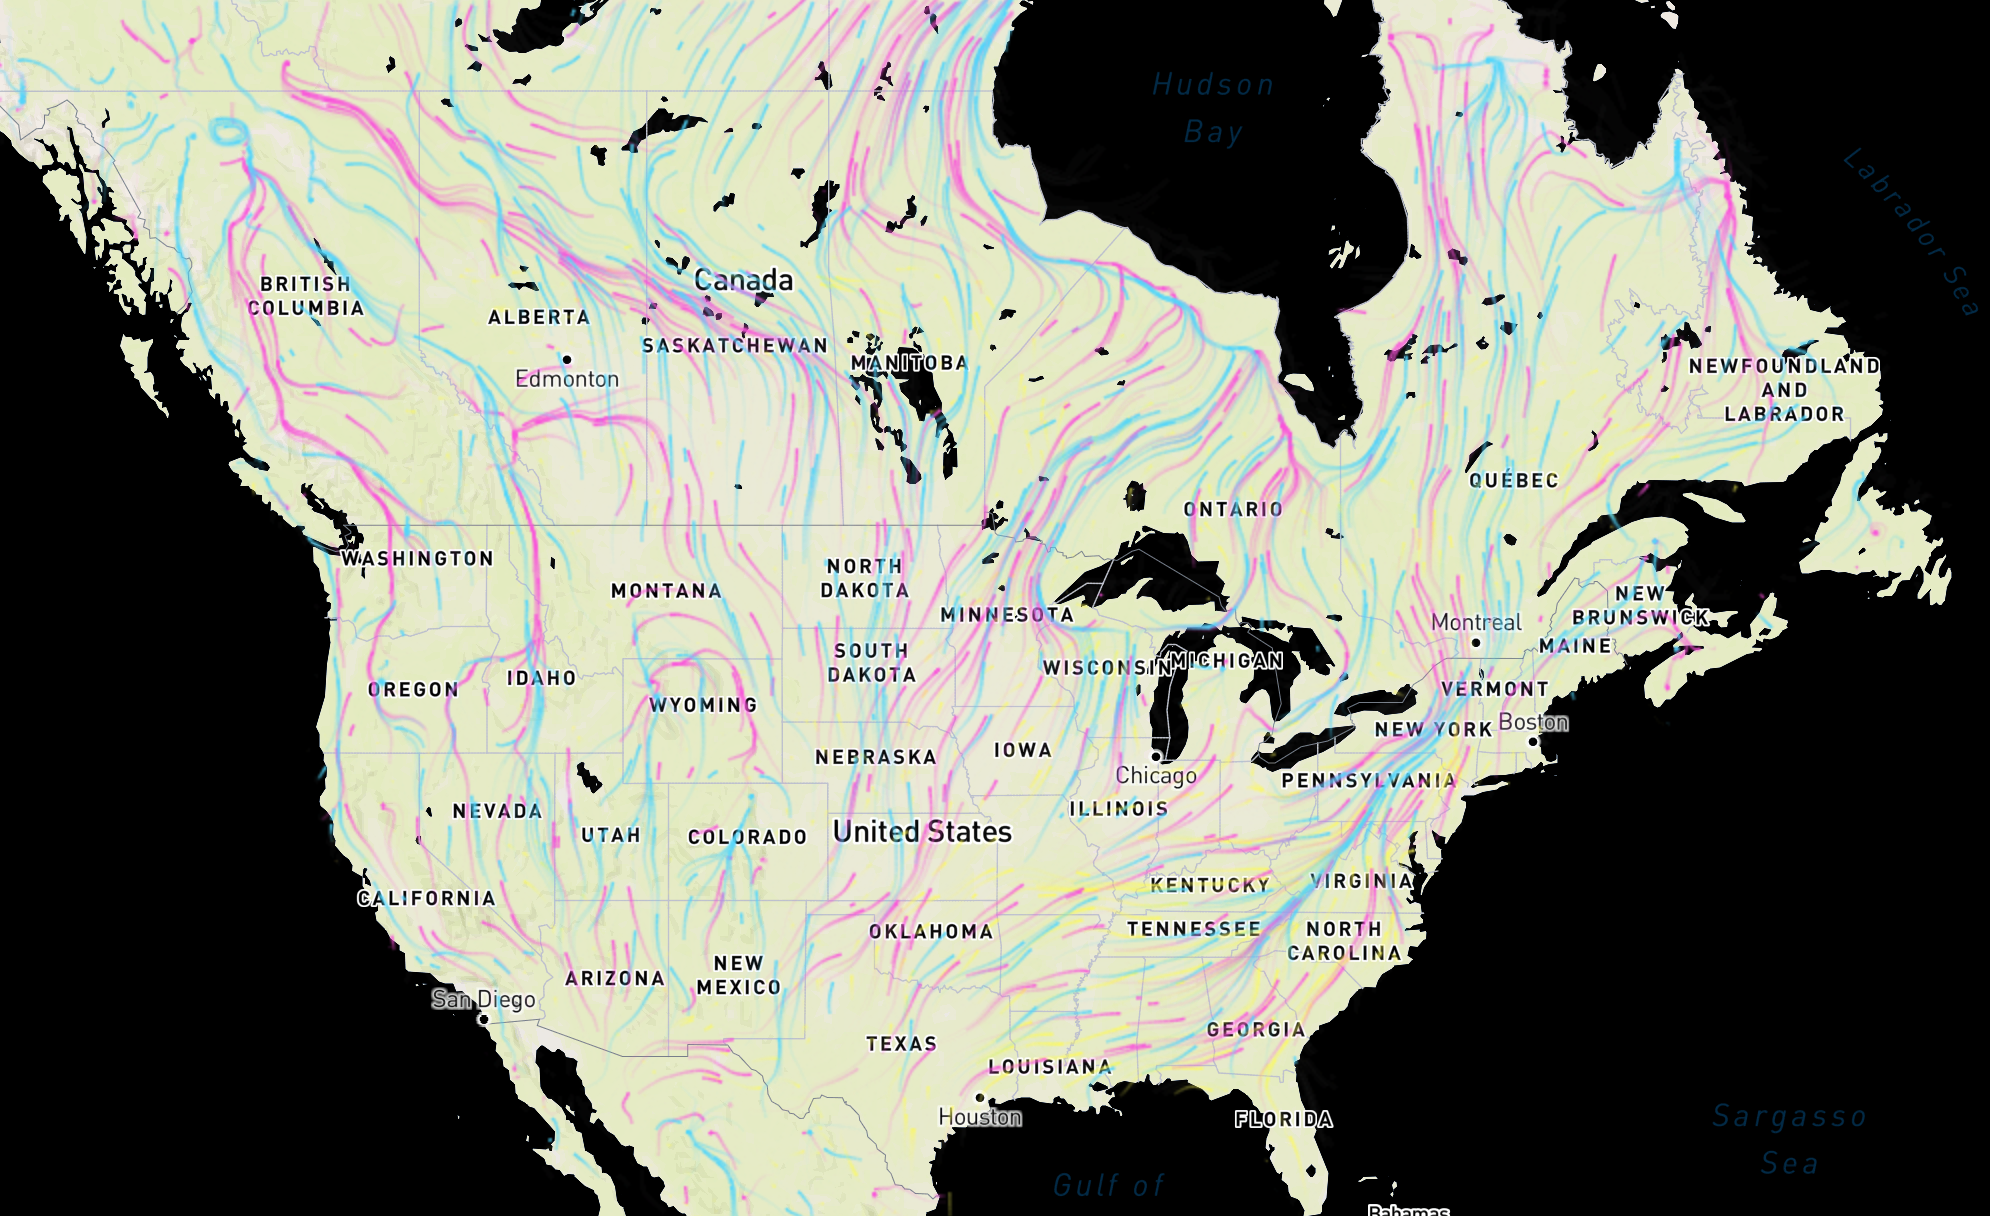 Hudson
Bay
Labrador Sea
BRITISH
COLUMBIA
Canada
ALBERTA
SASKATCHEWAN
MANITOBA
Edmonton
NEWFOUNDLAND
AND
LABRADOR
QUÉBEC
ONTARIO
WASHINGTON
MONTANA
NORTH
DAKOTA
MINNESOTA
NEW
BRUNSWICK
Montreal
MAINE
SOUTH
DAKOTA
WISCONSIN
MICHIGAN
OREGON
IDAHO
WYOMING
VERMONT
NEW YORK
Boston
NEBRASKA
IOWA
Chicago
PENNSYLVANIA
NEVADA
UTAH
COLORADO
United States
ILLINOIS
CALIFORNIA
KENTUCKY
VIRGINIA
OKLAHOMA
TENNESSEE
NORTH
CAROLINA
ARIZONA
NEW
MEXICO
San Diego
TEXAS
LOUISIANA
GEORGIA
Houston
FLORIDA
Sargasso
Sea
Gulf of
Bahamas